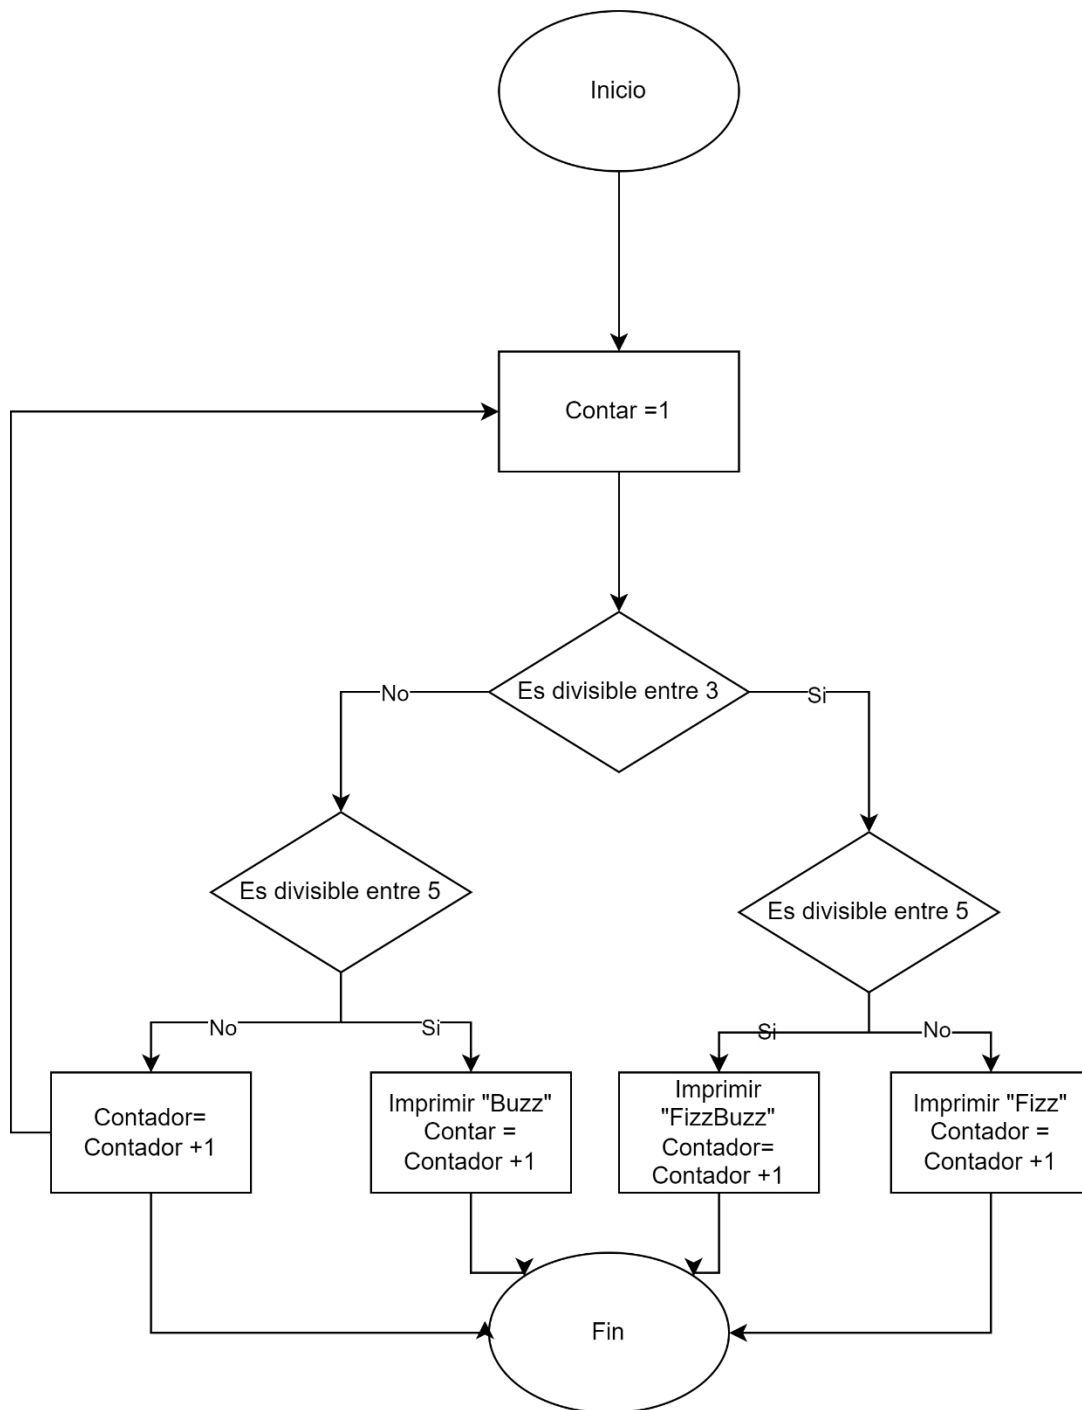 Inicio
Contar =1
Es divisible entre 3
No
Si
Es divisible entre 5
Es divisible entre 5
No
Si
Si
No
Contador=
Contador +1
Imprimir "Buzz"
Contar =
Contador +1
Imprimir
"FizzBuzz"
Contador=
Contador +1
Imprimir "Fizz"
Contador =
Contador +1
Fin